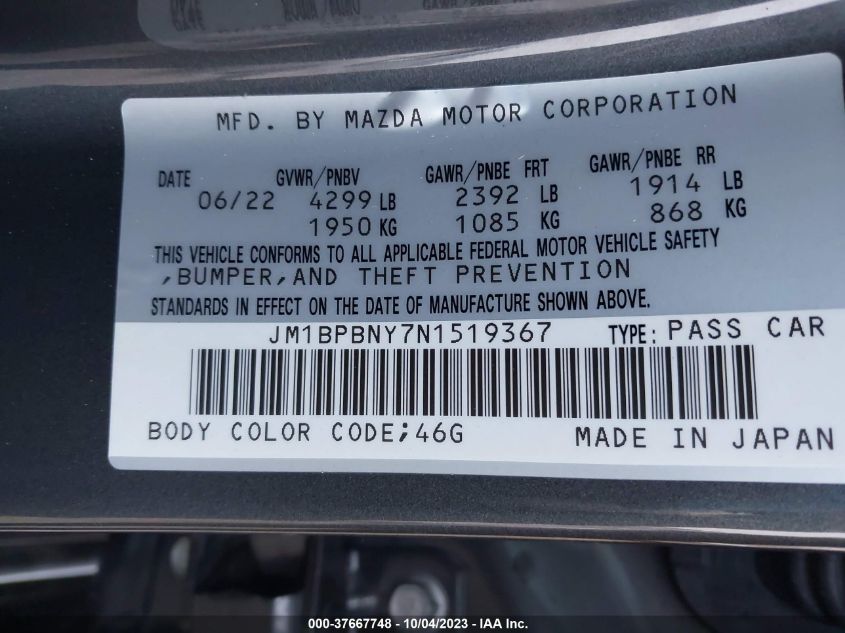 MFD. BY MAZDA MOTOR CORPORATION
DATE GVWR/PNBV GAWR/PNBE FRT GAWR/PNBE RR
06/22 4299 LB 2392 LB 1914 LB
1950 KG 1085 KG 868 KG
THIS VEHICLE CONFORMS TO ALL APPLICABLE FEDERAL MOTOR VEHICLE SAFETY
,BUMPER,AND THEFT PREVENTION
STANDARDS IN EFFECT ON THE DATE OF MANUFACTURE SHOWN ABOVE.
JM1BPBNY7N1519367 TYPE: PASS CAR
BODY COLOR CODE;46G MADE IN JAPAN
000-37667748 - 10/04/2023 - IAA Inc.